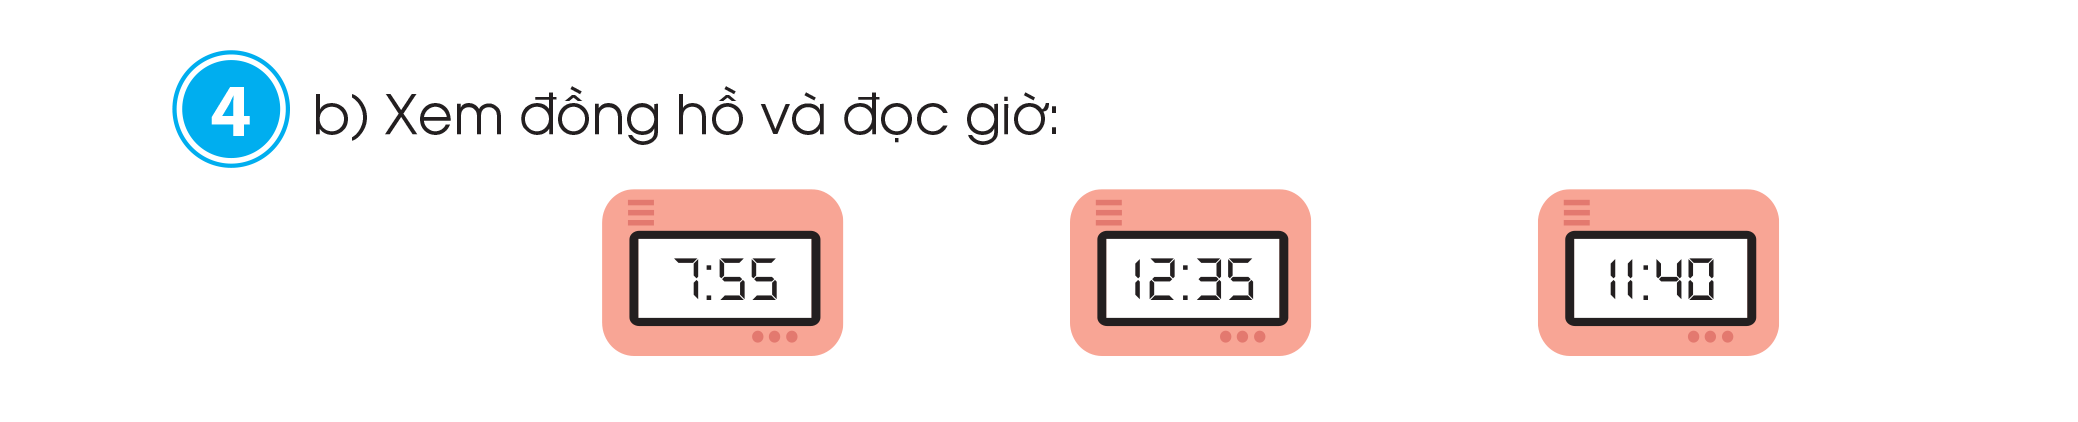 4 b) Xem đồng hồ và đọc giờ:
7:55 12:35 11:40